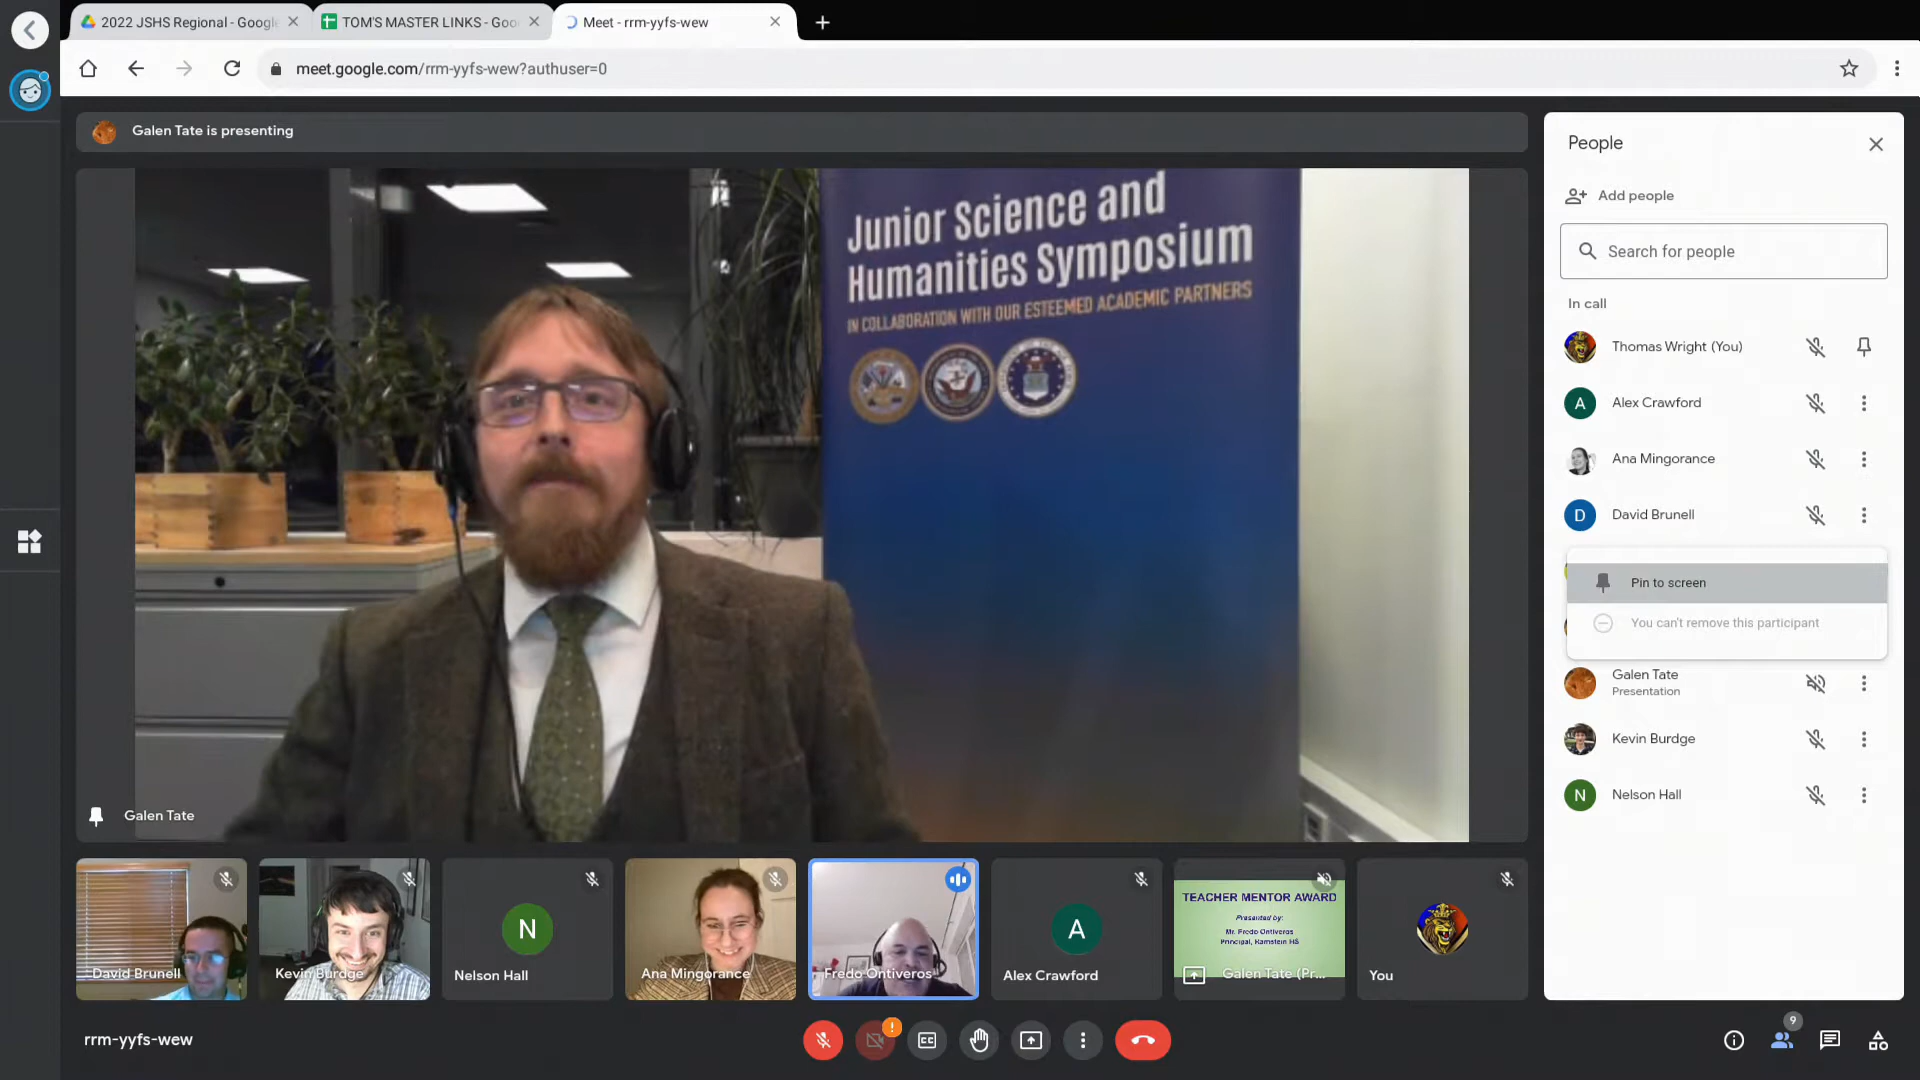 2022 JSHS Regional - Google
TOM'S MASTER LINKS - Goo
Meet - rrm-yyfs-wew
meet.google.com/rrm-yyfs-wew?authuser=0
Galen Tate is presenting
Junior Science and
Humanities Symposium
IN COLLABORATION WITH OUR ESTEEMED ACADEMIC PARTNERS
Galen Tate
People
Add people
Search for people
In call
Thomas Wright (You)
A
Alex Crawford
Ana Mingorance
D
David Brunell
Pin to screen
You can't remove this participant
Galen Tate
Presentation
Kevin Burdge
N
Nelson Hall
David Brunell
Kevin Burdge
N
Nelson Hall
Ana Mingorance
Fredo Ontiveros
A
Alex Crawford
TEACHER MENTOR AWARD
Presented by:
Mr. Fredo Ontiveros
Principal, Ramstein HS
Galen Tate (Pr...
You
rrm-yyfs-wew
!
CC
9